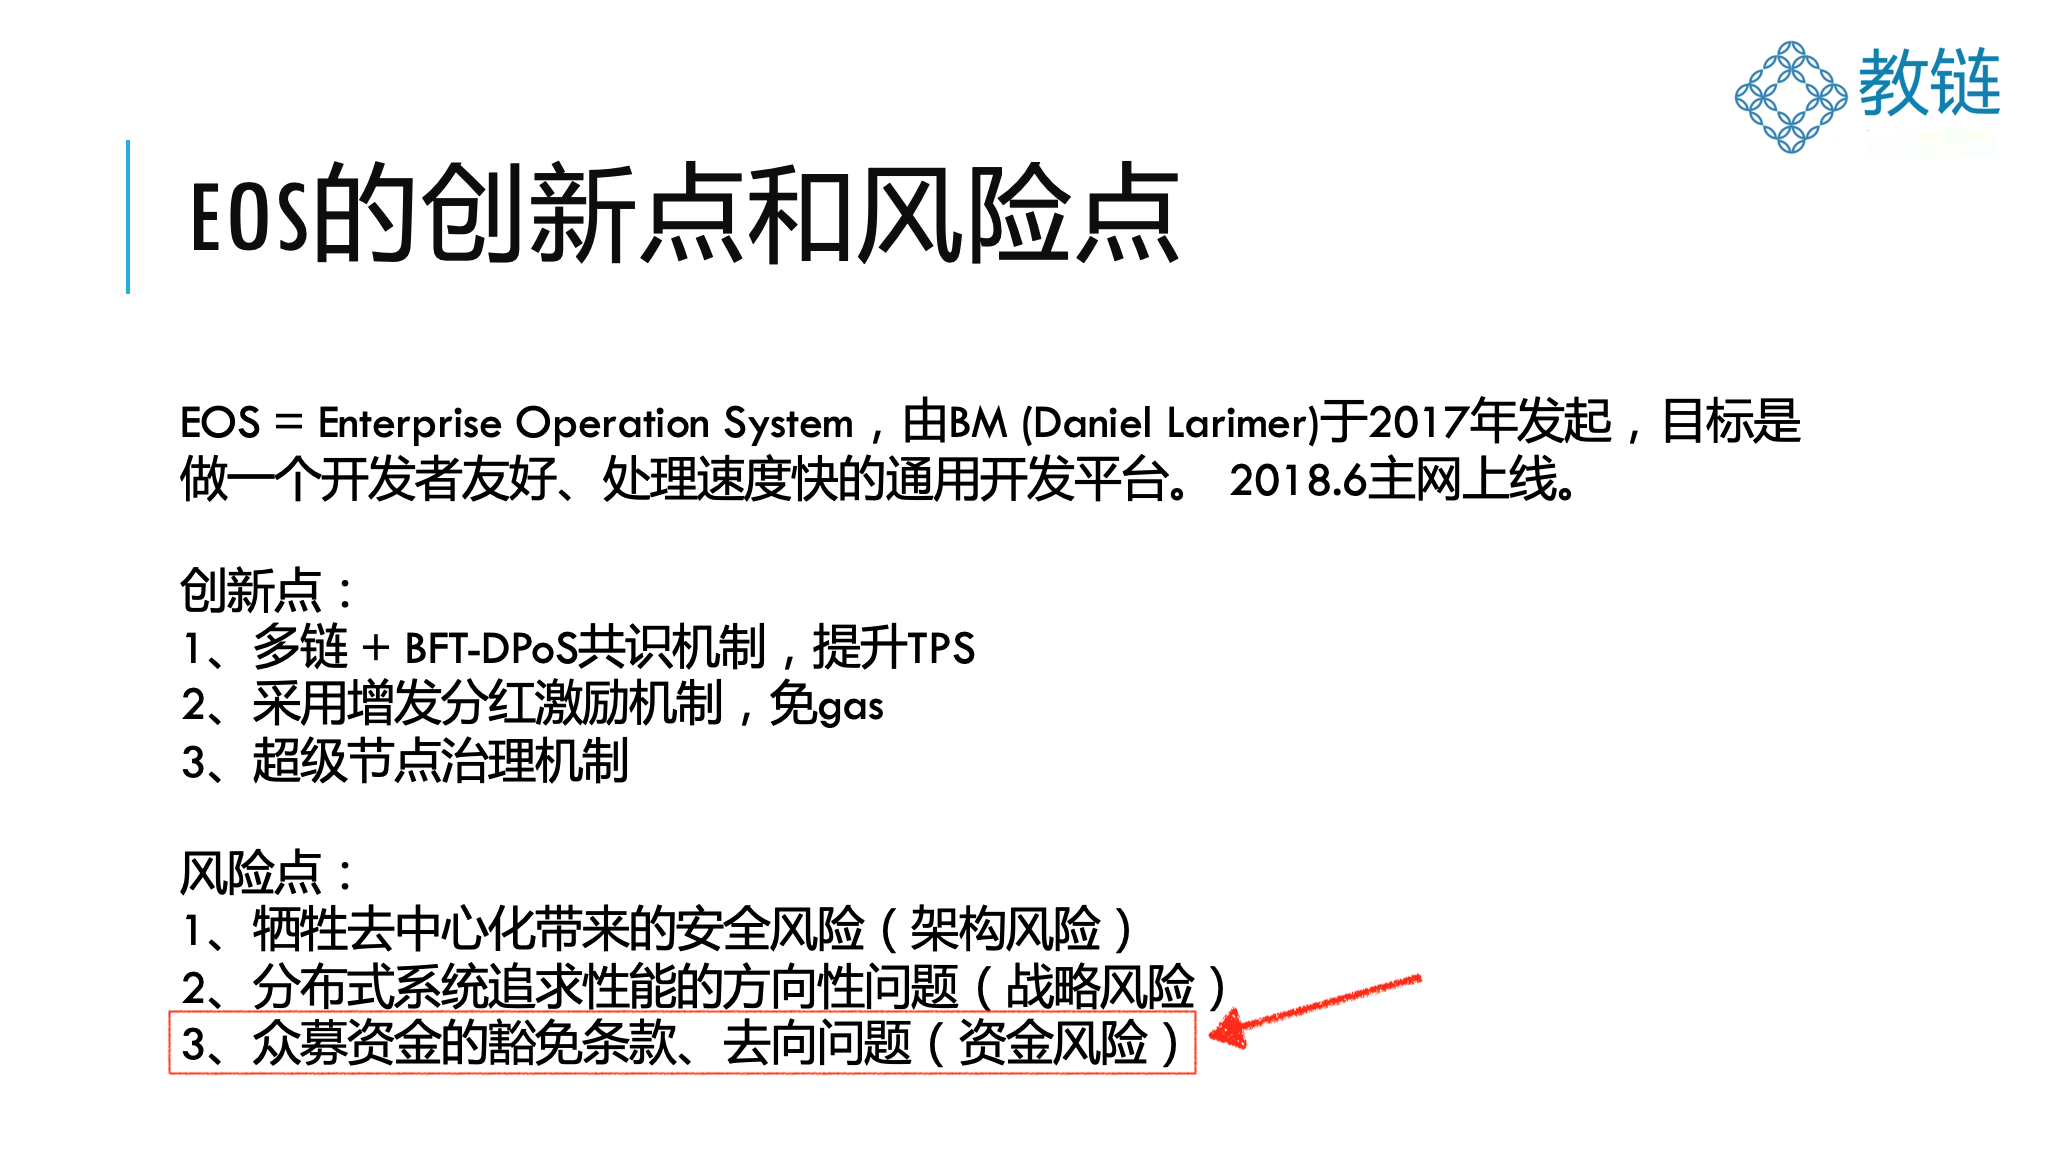 教链
EOS的创新点和风险点
EOS = Enterprise Operation System，由BM (Daniel Larimer)于2017年发起，目标是
做一个开发者友好、处理速度快的通用开发平台。 2018.6主网上线。
创新点：
1、多链 + BFT-DPoS共识机制，提升TPS
2、采用增发分红激励机制，免gas
3、超级节点治理机制
风险点：
1、牺牲去中心化带来的安全风险（架构风险）
2、分布式系统追求性能的方向性问题（战略风险）
3、众募资金的豁免条款、去向问题（资金风险）